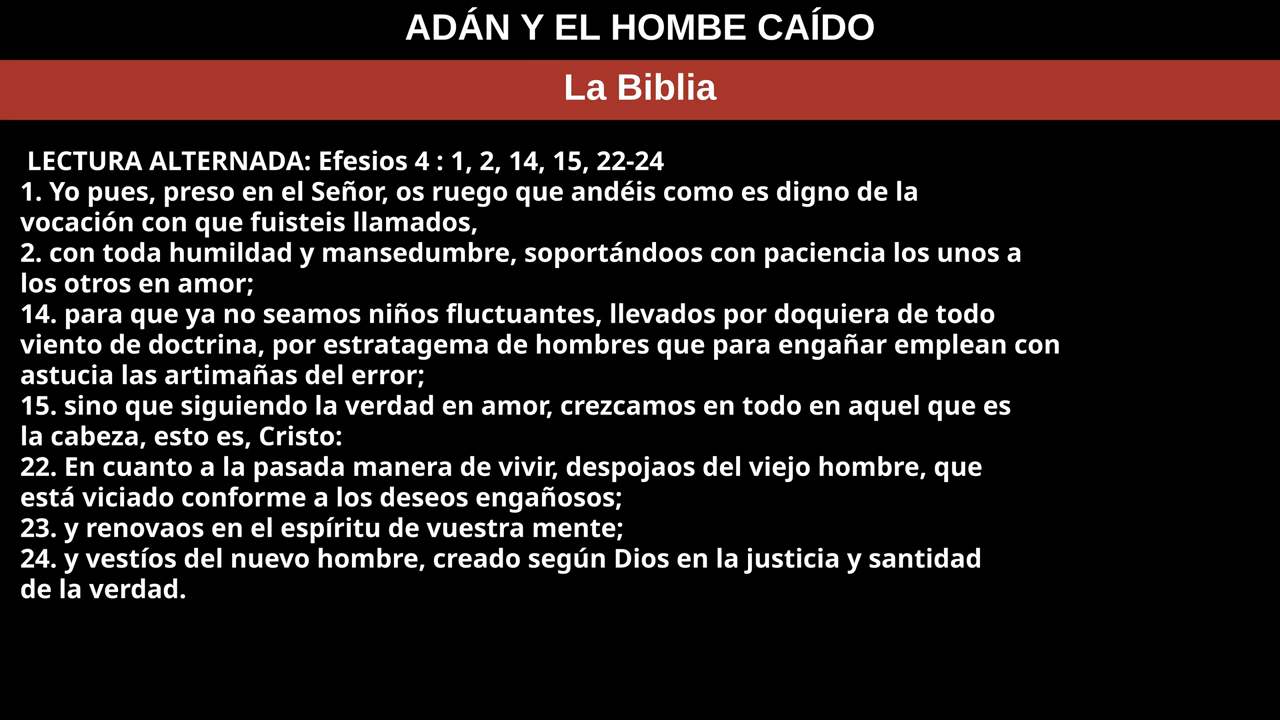 ADÁN Y EL HOMBE CAÍDO
La Biblia
LECTURA ALTERNADA: Efesios 4 : 1, 2, 14, 15, 22-24
1. Yo pues, preso en el Señor, os ruego que andéis como es digno de la
vocación con que fuisteis llamados,
2. con toda humildad y mansedumbre, soportándoos con paciencia los unos a
los otros en amor;
14. para que ya no seamos niños fluctuantes, llevados por doquiera de todo
viento de doctrina, por estratagema de hombres que para engañar emplean con
astucia las artimañas del error;
15. sino que siguiendo la verdad en amor, crezcamos en todo en aquel que es
la cabeza, esto es, Cristo:
22. En cuanto a la pasada manera de vivir, despojaos del viejo hombre, que
está viciado conforme a los deseos engañosos;
23. y renovaos en el espíritu de vuestra mente;
24. y vestíos del nuevo hombre, creado según Dios en la justicia y santidad
de la verdad.